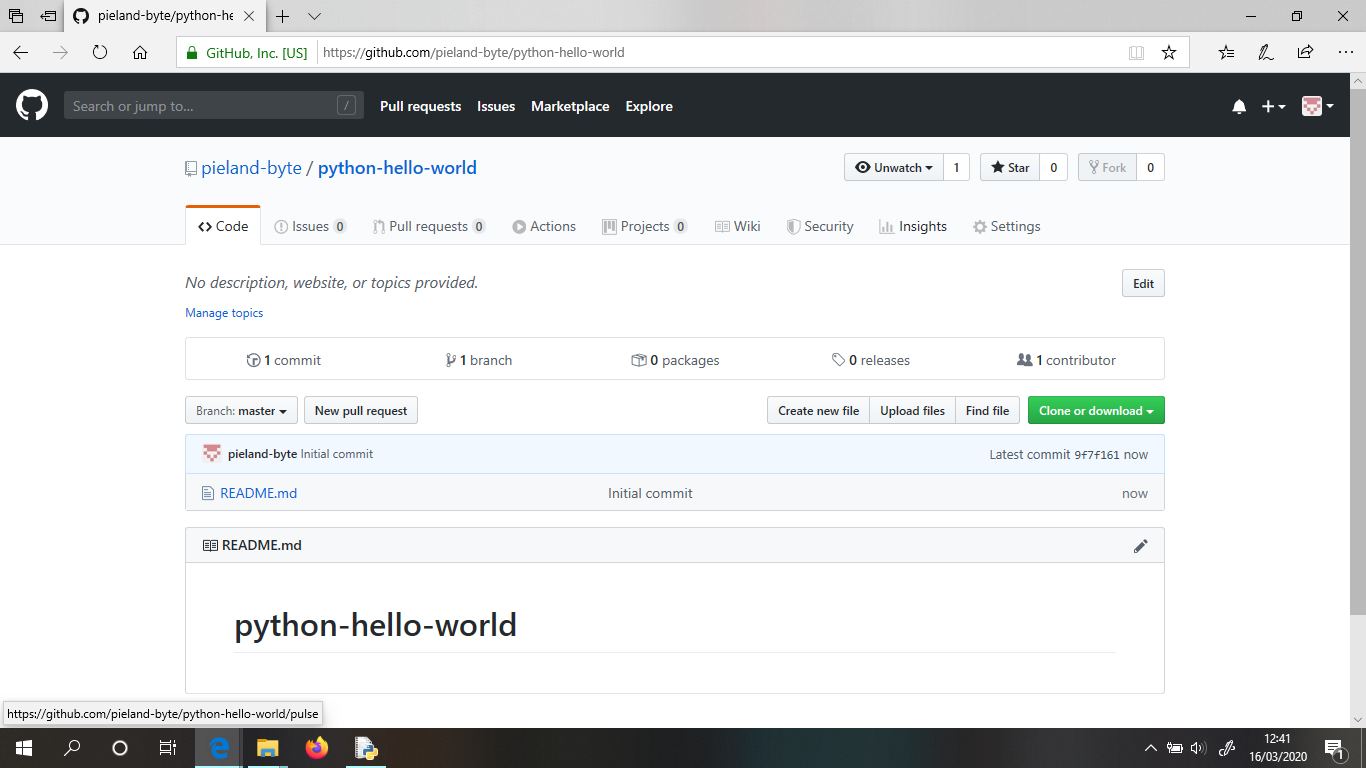 pieland-byte/python-he
GitHub, Inc. [US] https://github.com/pieland-byte/python-hello-world
Search or jump to... / Pull requests Issues Marketplace Explore
pieland-byte / python-hello-world Unwatch 1 Star 0 Fork 0
Code Issues 0 Pull requests 0 Actions Projects 0 Wiki Security Insights Settings
No description, website, or topics provided. Edit
Manage topics
1 commit 1 branch 0 packages 0 releases 1 contributor
Branch: master New pull request Create new file Upload files Find file Clone or download
pieland-byte Initial commit Latest commit 9f7f161 now
README.md Initial commit now
README.md
python-hello-world
https://github.com/pieland-byte/python-hello-world/pulse
12:41
16/03/2020
1